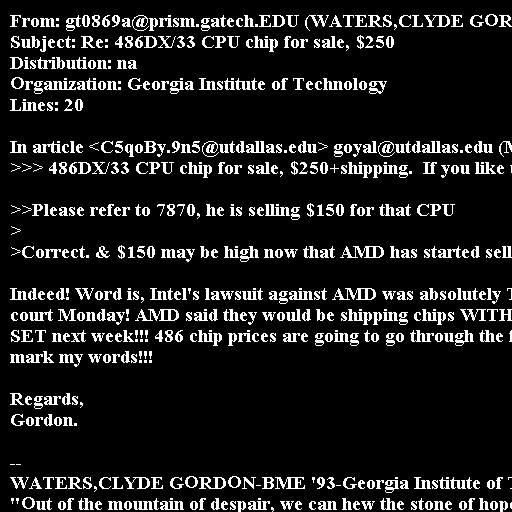 From: gt0869a@prism.gatech.EDU (WATERS,CLYDE GOR
Subject: Re: 486DX/33 CPU chip for sale, $250
Distribution: na
Organization: Georgia Institute of Technology
Lines: 20

In article <C5qoBy.9n5@utdallas.edu> goyal@utdallas.edu (M
>>> 486DX/33 CPU chip for sale, $250+shipping.  If you like

>>Please refer to 7870, he is selling $150 for that CPU
>
>Correct. & $150 may be high now that AMD has started sell

Indeed! Word is, Intel's lawsuit against AMD was absolutely T
court Monday! AMD said they would be shipping chips WITH
SET next week!!! 486 chip prices are going to go through the f
mark my words!!!

Regards,
Gordon.

--
WATERS,CLYDE GORDON-BME '93-Georgia Institute of T
"Out of the mountain of despair, we can hew the stone of hope